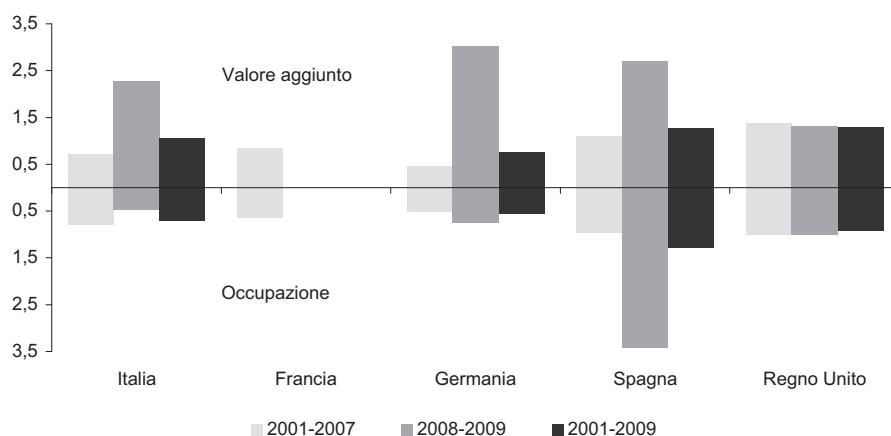 3,5
2,5
Valore aggiunto
1,5
0,5
0,5
1,5
Occupazione
2,5
3,5
Italia Francia Germania Spagna Regno Unito
2001-2007 2008-2009 2001-2009